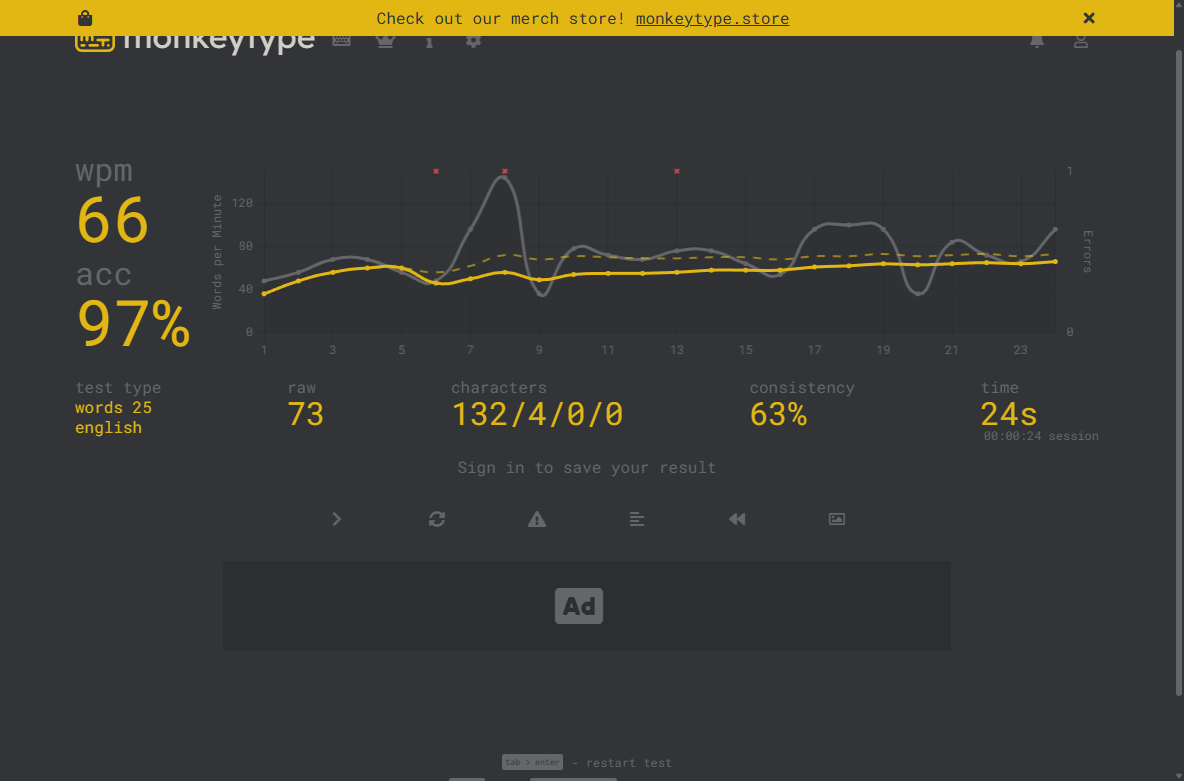 Check out our merch store! monkeytype.store
monkeytype
wpm
66
acc
97%
Words per Minute
120
80
40
0
1 3 5 7 9 11 13 15 17 19 21 23
1
0
Errors
test type
words 25
english
raw
73
characters
132/4/0/0
consistency
63%
time
24s
00:00:24 session
Sign in to save your result
Ad
tab > enter - restart test